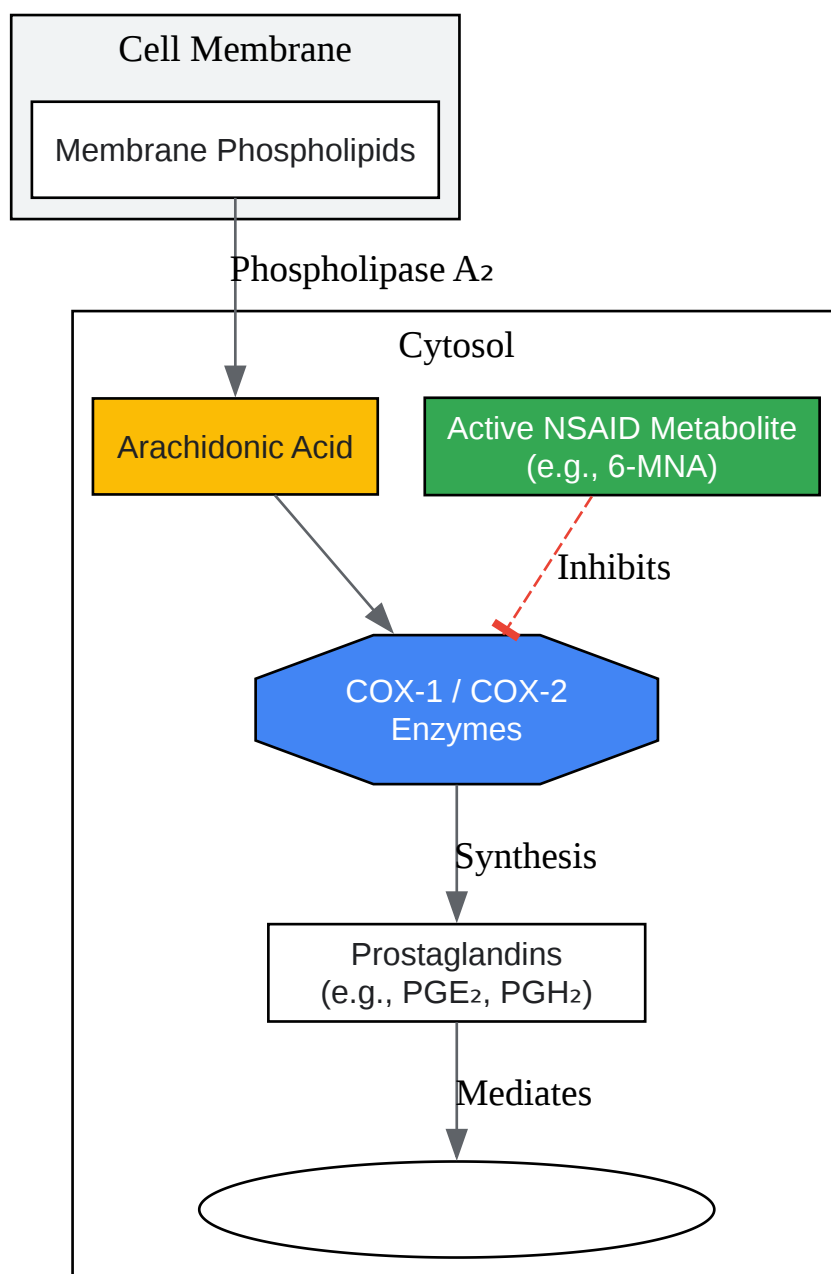 Cell Membrane
Membrane Phospholipids
Phospholipase A₂
Cytosol
Arachidonic Acid
Active NSAID Metabolite
(e.g., 6-MNA)
Inhibits
COX-1 / COX-2
Enzymes
Synthesis
Prostaglandins
(e.g., PGE₂, PGH₂)
Mediates